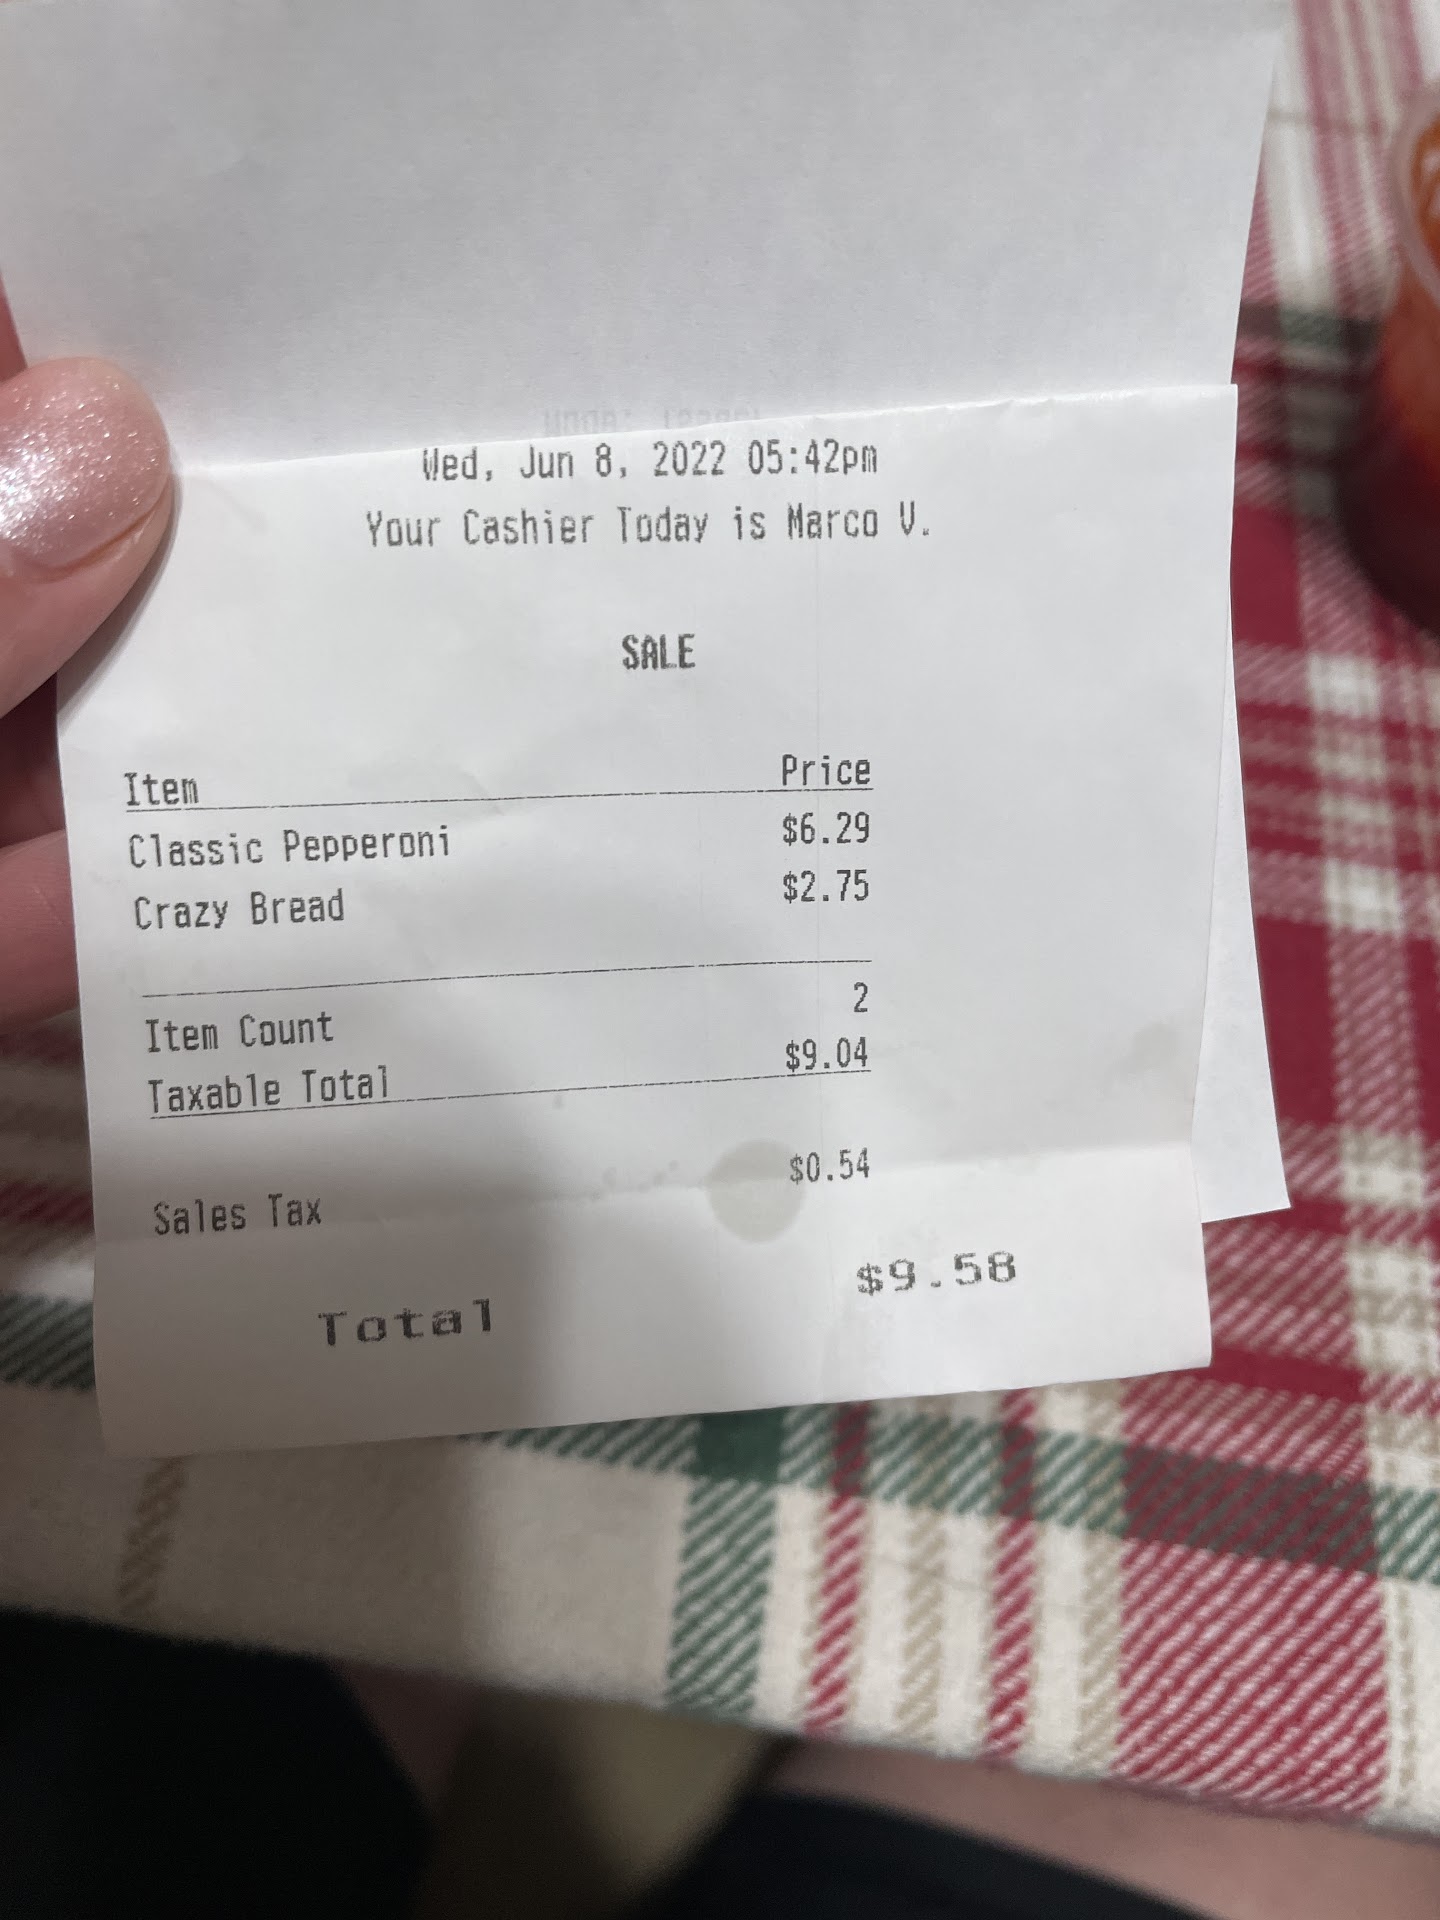 Wed, Jun 8, 2022 05:42pm
Your Cashier Today is Marco V.
SALE
Item Price
Classic Pepperoni $6.29
Crazy Bread $2.75
Item Count 2
Taxable Total $9.04
Sales Tax $0.54
Total $9.58